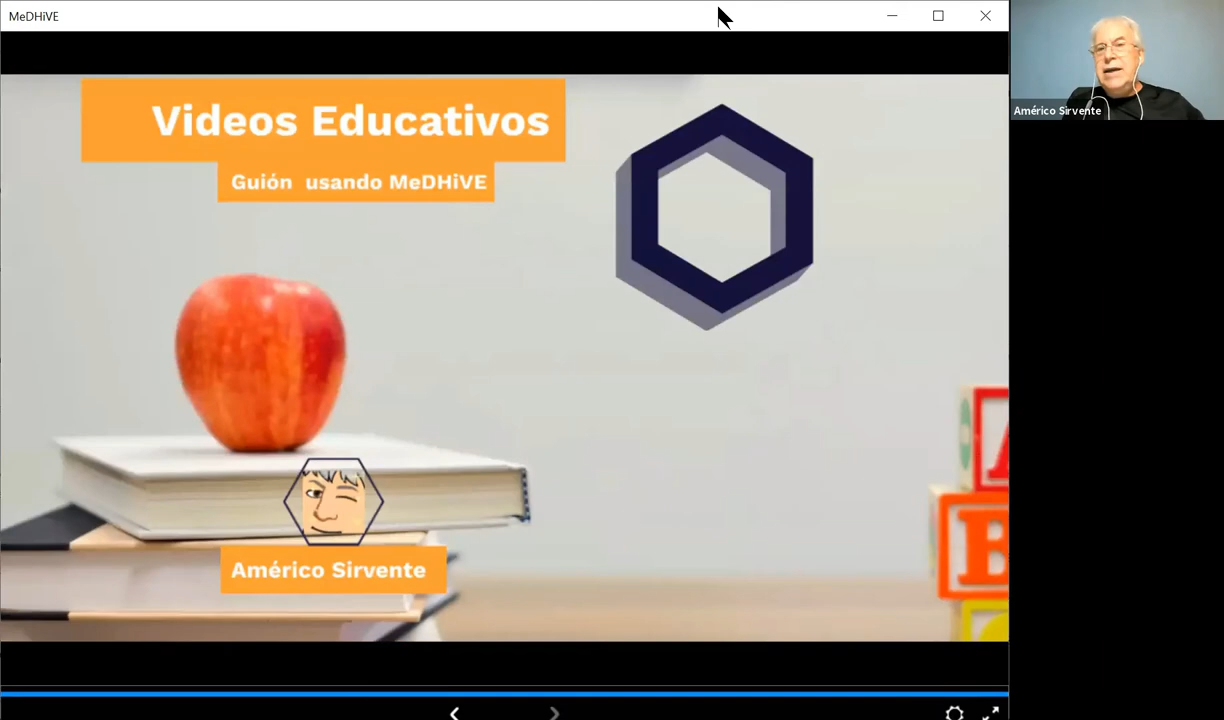 MeDHiVE
Videos Educativos
Guión usando MeDHiVE
Américo Sirvente
Américo Sirvente
B